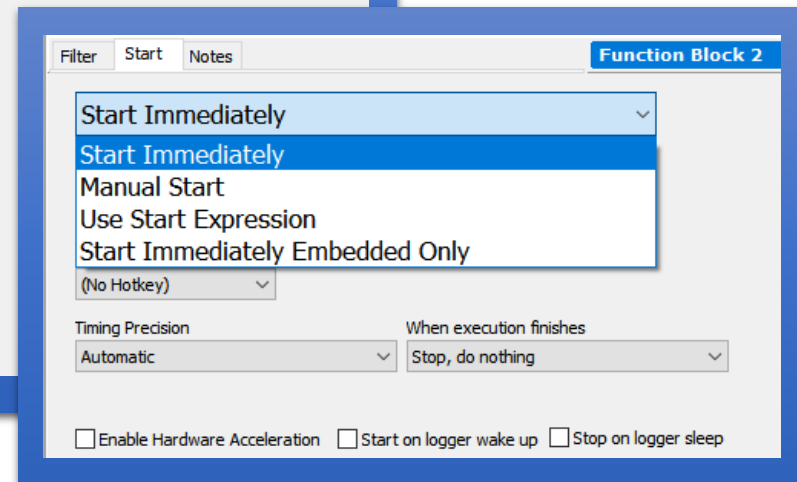 Filter Start Notes Function Block 2
Start Immediately
Start Immediately
Manual Start
Use Start Expression
Start Immediately Embedded Only
(No Hotkey)
Timing Precision When execution finishes
Automatic Stop, do nothing
Enable Hardware Acceleration Start on logger wake up Stop on logger sleep